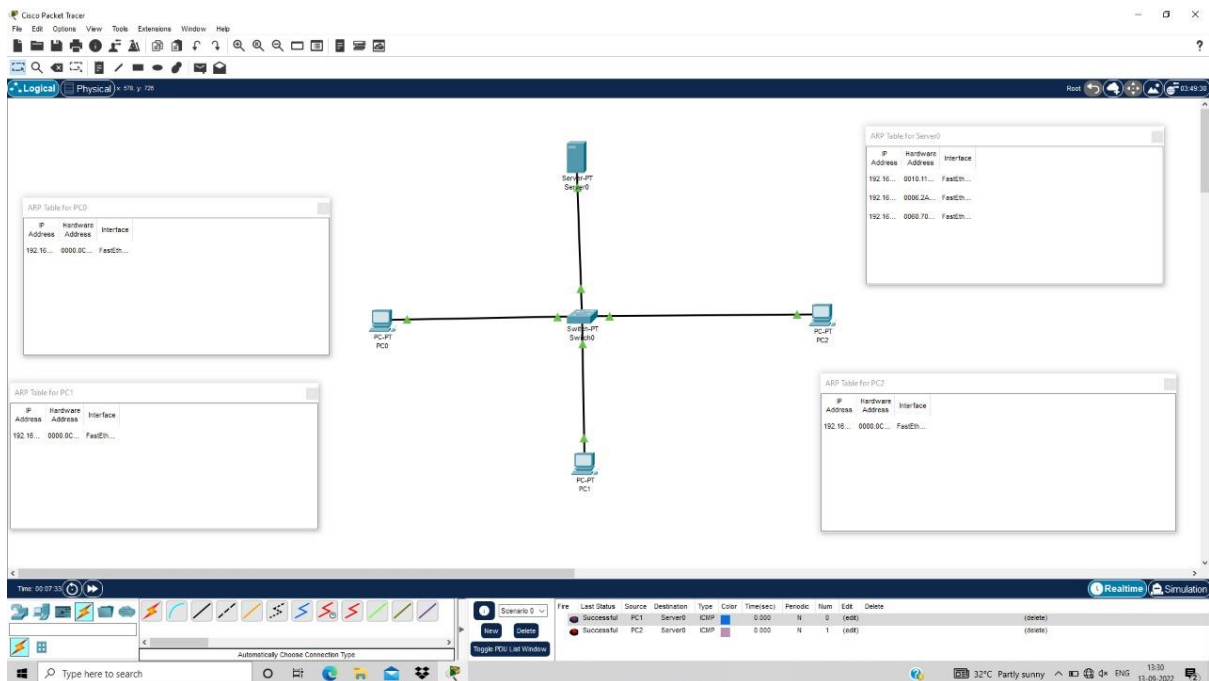 Cisco Packet Tracer
File Edit Options View Tools Extensions Window Help
?
Logical Physical x: 578, y: 726 Root 03:49:30
ARP Table for Server0
IP Address Hardware Address Interface
192.16... 0010.11... FastEth...
192.16... 0006.2A... FastEth...
192.16... 0060.70... FastEth...
Server-PT
Server0
ARP Table for PC0
IP Address Hardware Address Interface
192.16... 0000.0C... FastEth...
PC-PT
PC0
Switch-PT
Switch0
PC-PT
PC2
ARP Table for PC1
IP Address Hardware Address Interface
192.16... 0000.0C... FastEth...
ARP Table for PC2
IP Address Hardware Address Interface
192.16... 0000.0C... FastEth...
PC-PT
PC1
Time: 00:07:33 Realtime Simulation
Scenario 0
New Delete
Toggle PDU List Window
Fire Last Status Source Destination Type Color Time(sec) Periodic Num Edit Delete
Successful PC1 Server0 ICMP 0.000 N 0 (edit) (delete)
Successful PC2 Server0 ICMP 0.000 N 1 (edit) (delete)
Automatically Choose Connection Type
Type here to search 32°C Partly sunny ENG 13:30
13-09-2022